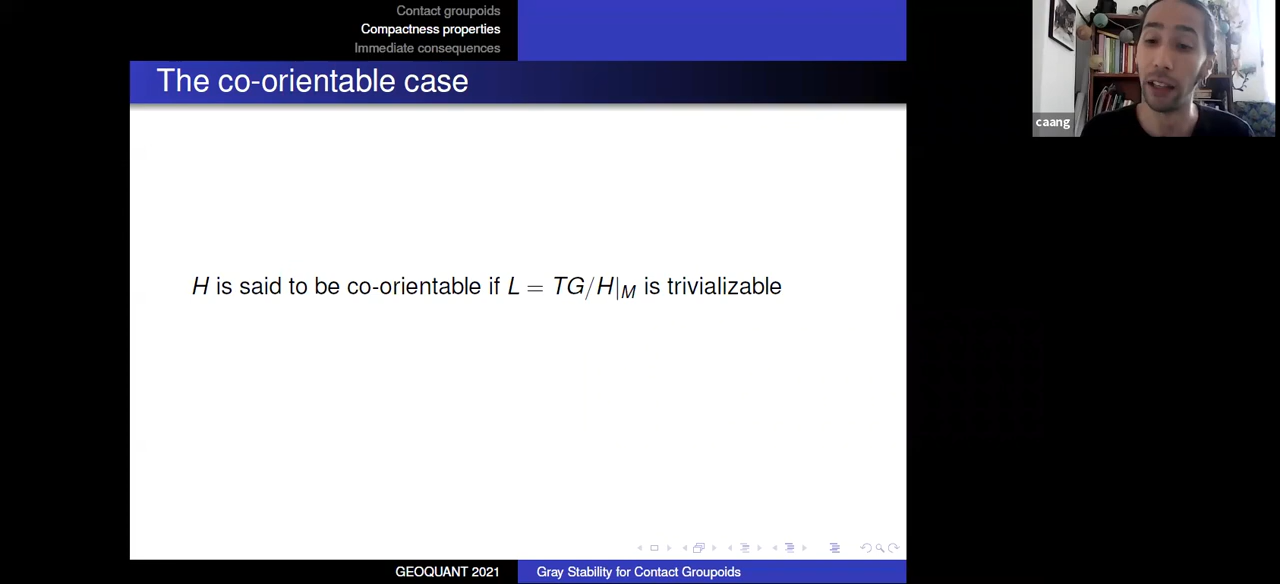 Contact groupoids
Compactness properties
Immediate consequences
The co-orientable case
caang
H is said to be co-orientable if L = TG/H|_M is trivializable
GEOQUANT 2021
Gray Stability for Contact Groupoids